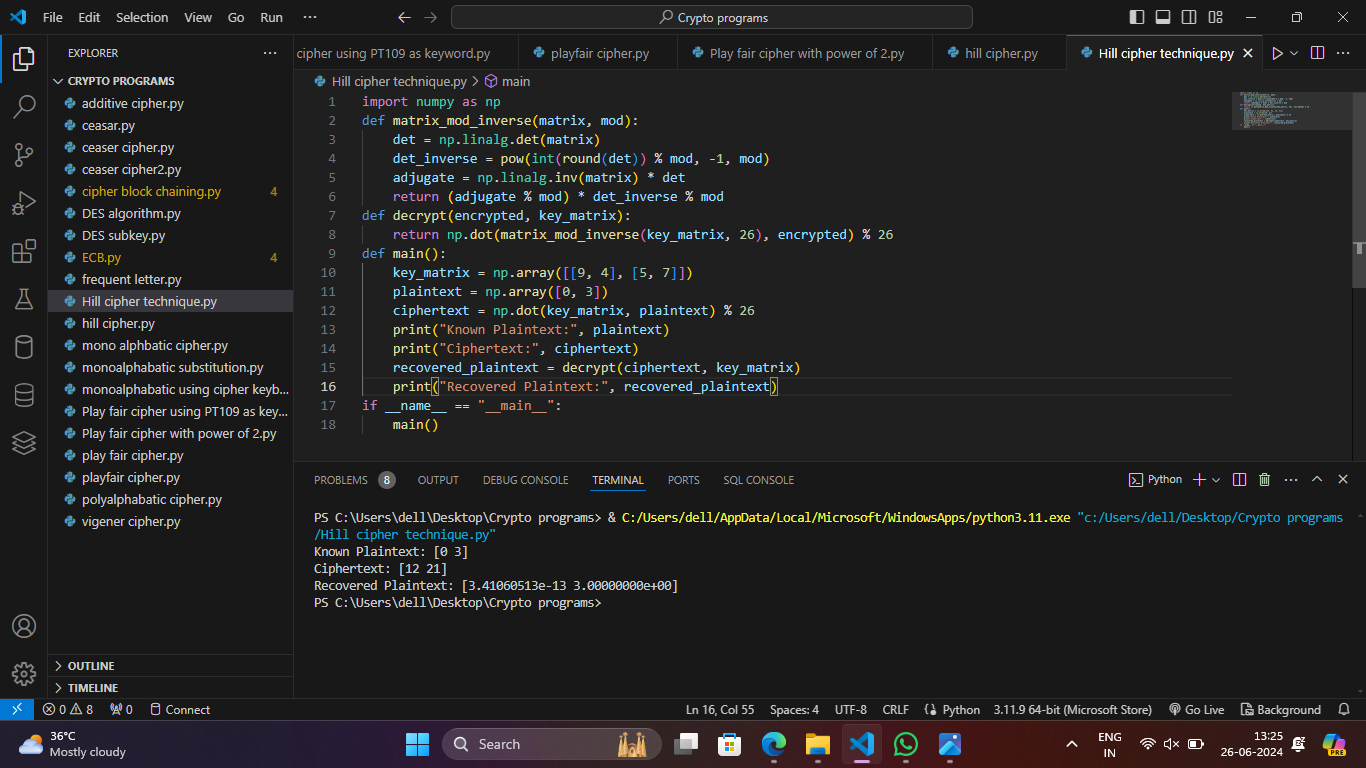 File Edit Selection View Go Run ··· Crypto programs
EXPLORER ···
CRYPTO PROGRAMS
additive cipher.py
ceasar.py
ceaser cipher.py
ceaser cipher2.py
cipher block chaining.py 4
DES algorithm.py
DES subkey.py
ECB.py 4
frequent letter.py
Hill cipher technique.py
hill cipher.py
mono alphbatic cipher.py
monoalphabatic substitution.py
monoalphabatic using cipher keyb...
Play fair cipher using PT109 as key...
Play fair cipher with power of 2.py
play fair cipher.py
playfair cipher.py
polyalphabatic cipher.py
vigener cipher.py
OUTLINE
TIMELINE
cipher using PT109 as keyword.py playfair cipher.py Play fair cipher with power of 2.py hill cipher.py Hill cipher technique.py
Hill cipher technique.py > main
1 import numpy as np
2 def matrix_mod_inverse(matrix, mod):
3 det = np.linalg.det(matrix)
4 det_inverse = pow(int(round(det)) % mod, -1, mod)
5 adjugate = np.linalg.inv(matrix) * det
6 return (adjugate % mod) * det_inverse % mod
7 def decrypt(encrypted, key_matrix):
8 return np.dot(matrix_mod_inverse(key_matrix, 26), encrypted) % 26
9 def main():
10 key_matrix = np.array([[9, 4], [5, 7]])
11 plaintext = np.array([0, 3])
12 ciphertext = np.dot(key_matrix, plaintext) % 26
13 print("Known Plaintext:", plaintext)
14 print("Ciphertext:", ciphertext)
15 recovered_plaintext = decrypt(ciphertext, key_matrix)
16 print("Recovered Plaintext:", recovered_plaintext)
17 if __name__ == "__main__":
18 main()
PROBLEMS 8 OUTPUT DEBUG CONSOLE TERMINAL PORTS SQL CONSOLE Python
PS C:\Users\dell\Desktop\Crypto programs> & C:/Users/dell/AppData/Local/Microsoft/WindowsApps/python3.11.exe "c:/Users/dell/Desktop/Crypto programs
/Hill cipher technique.py"
Known Plaintext: [0 3]
Ciphertext: [12 21]
Recovered Plaintext: [3.41060513e-13 3.00000000e+00]
PS C:\Users\dell\Desktop\Crypto programs>
0 8 0 Connect Ln 16, Col 55 Spaces: 4 UTF-8 CRLF Python 3.11.9 64-bit (Microsoft Store) Go Live Background
36°C
Mostly cloudy
Search
ENG
IN
13:25
26-06-2024
PRE